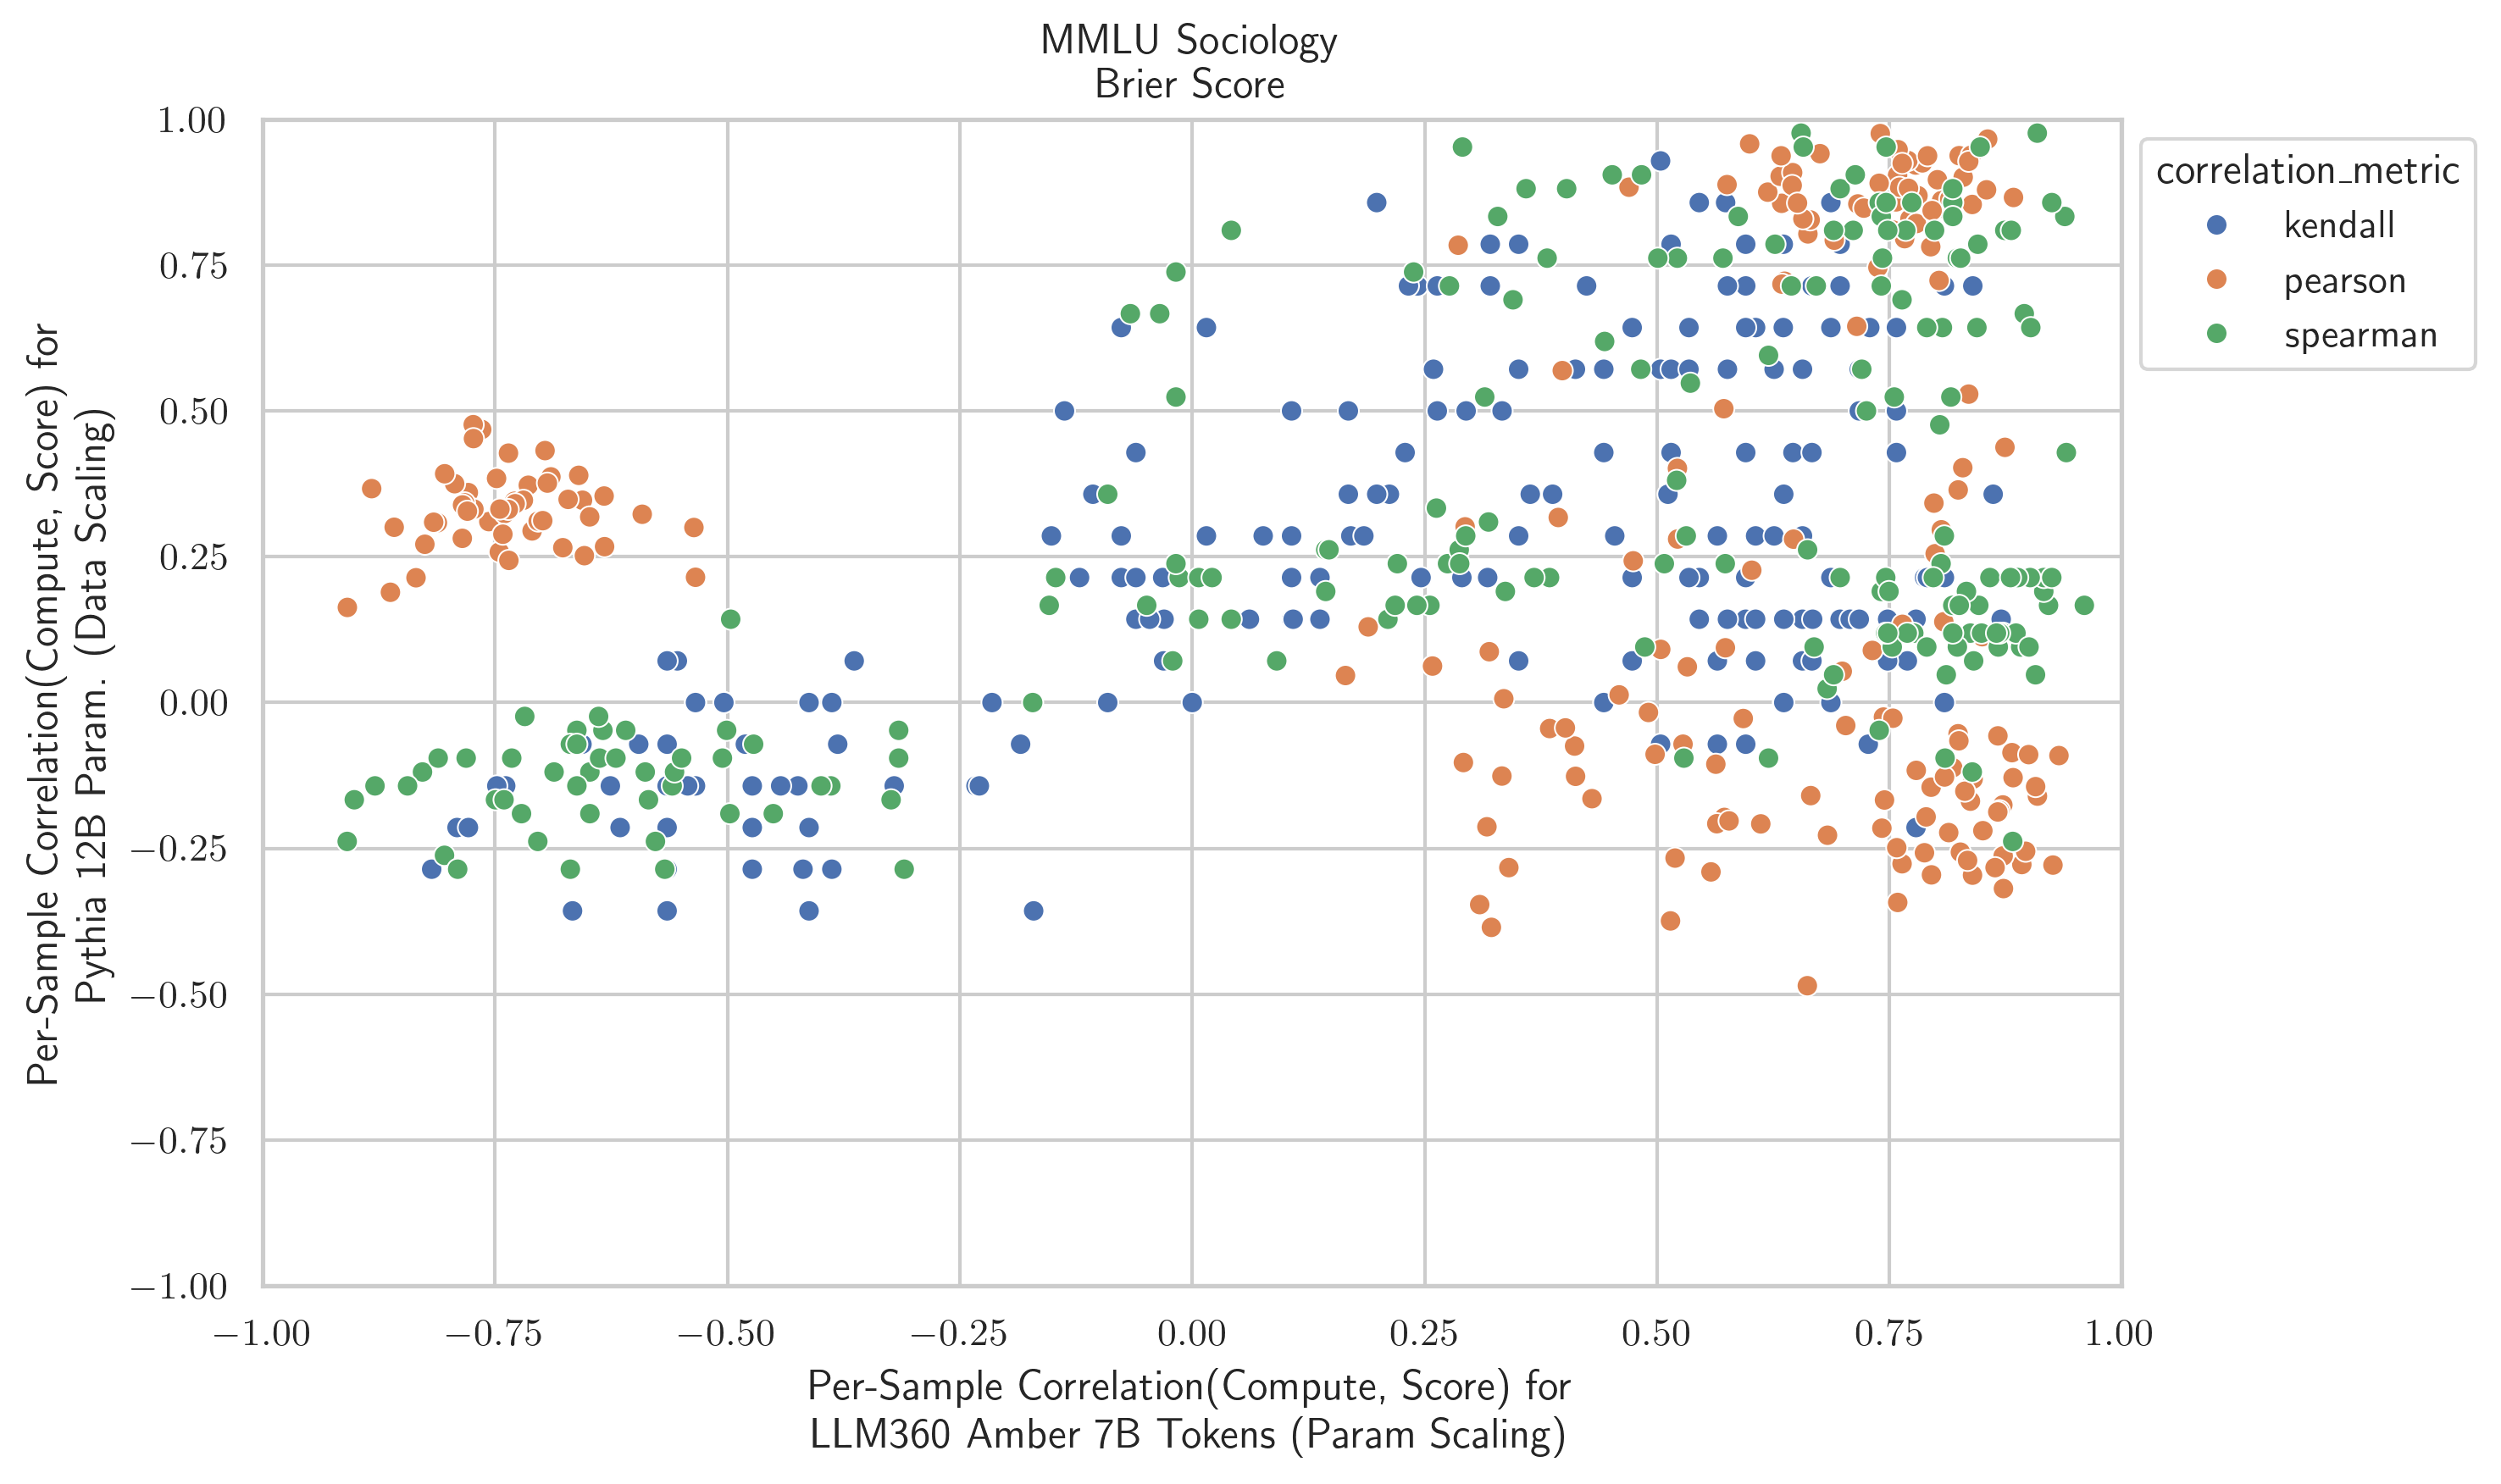 MMLU Sociology
Brier Score
Per-Sample Correlation(Compute, Score) for
Pythia 12B Param. (Data Scaling)
1.00
0.75
0.50
0.25
0.00
−0.25
−0.50
−0.75
−1.00
−1.00
−0.75
−0.50
−0.25
0.00
0.25
0.50
0.75
1.00
Per-Sample Correlation(Compute, Score) for
LLM360 Amber 7B Tokens (Param Scaling)
correlation_metric
kendall
pearson
spearman